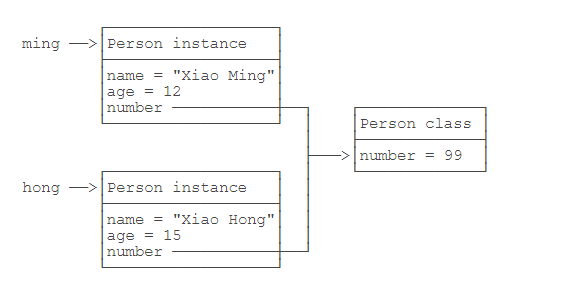 ming
Person instance
name = "Xiao Ming"
age = 12
number
Person class
number = 99
hong
Person instance
name = "Xiao Hong"
age = 15
number